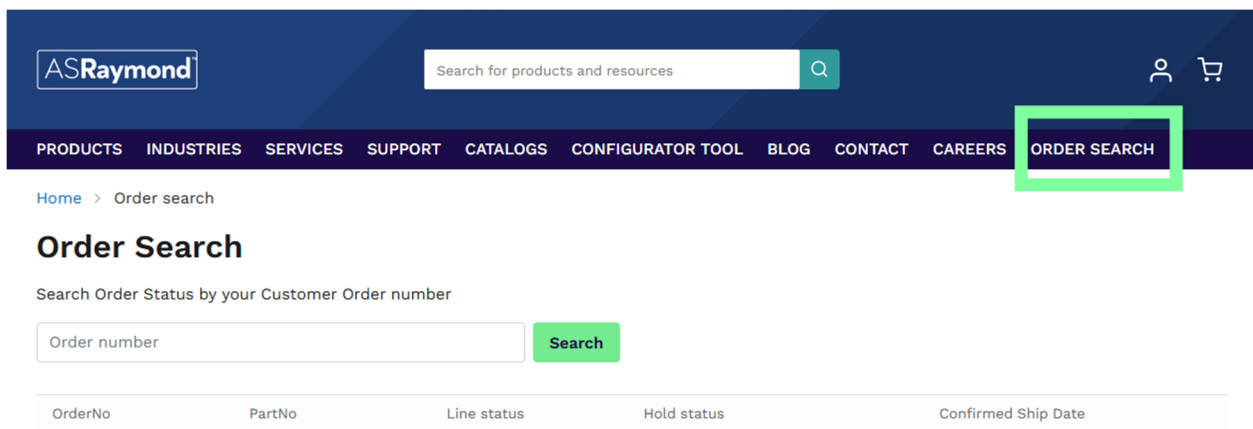 ASRaymond
Search for products and resources
PRODUCTS INDUSTRIES SERVICES SUPPORT CATALOGS CONFIGURATOR TOOL BLOG CONTACT CAREERS ORDER SEARCH
Home > Order search
Order Search
Search Order Status by your Customer Order number
Order number Search
OrderNo PartNo Line status Hold status Confirmed Ship Date